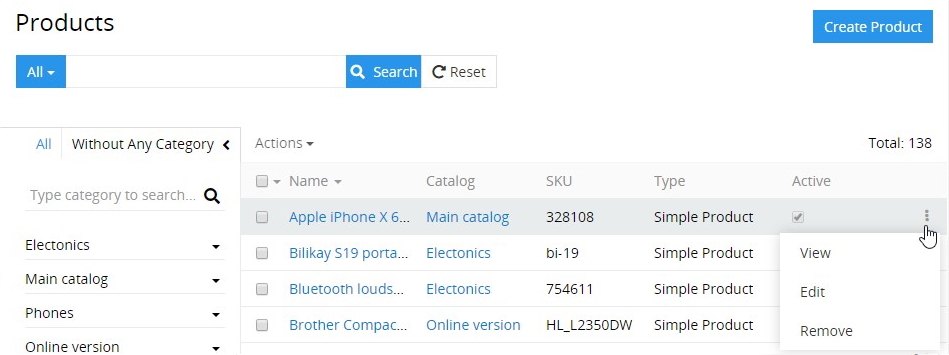 Products
Create Product
All
Search
Reset
All
Without Any Category
Actions
Total: 138
Type category to search...
Name
Catalog
SKU
Type
Active
Apple iPhone X 6...
Main catalog
328108
Simple Product
Electonics
Bilikay S19 porta...
Electonics
bi-19
Simple Product
View
Main catalog
Bluetooth louds...
Electonics
754611
Simple Product
Edit
Phones
Brother Compac...
Online version
HL_L2350DW
Simple Product
Remove
Online version